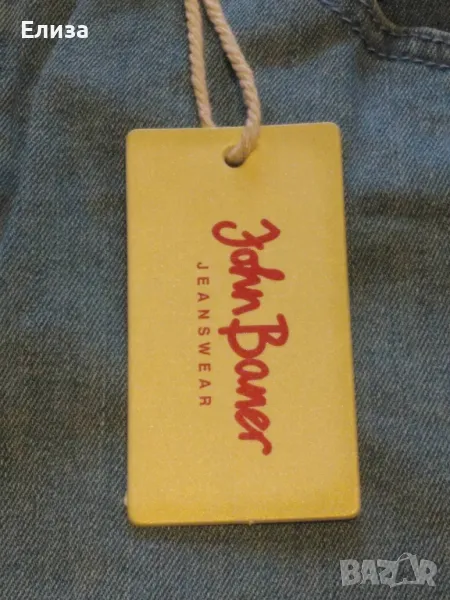 Елиза
John Baner
JEANSWEAR
BAZAR